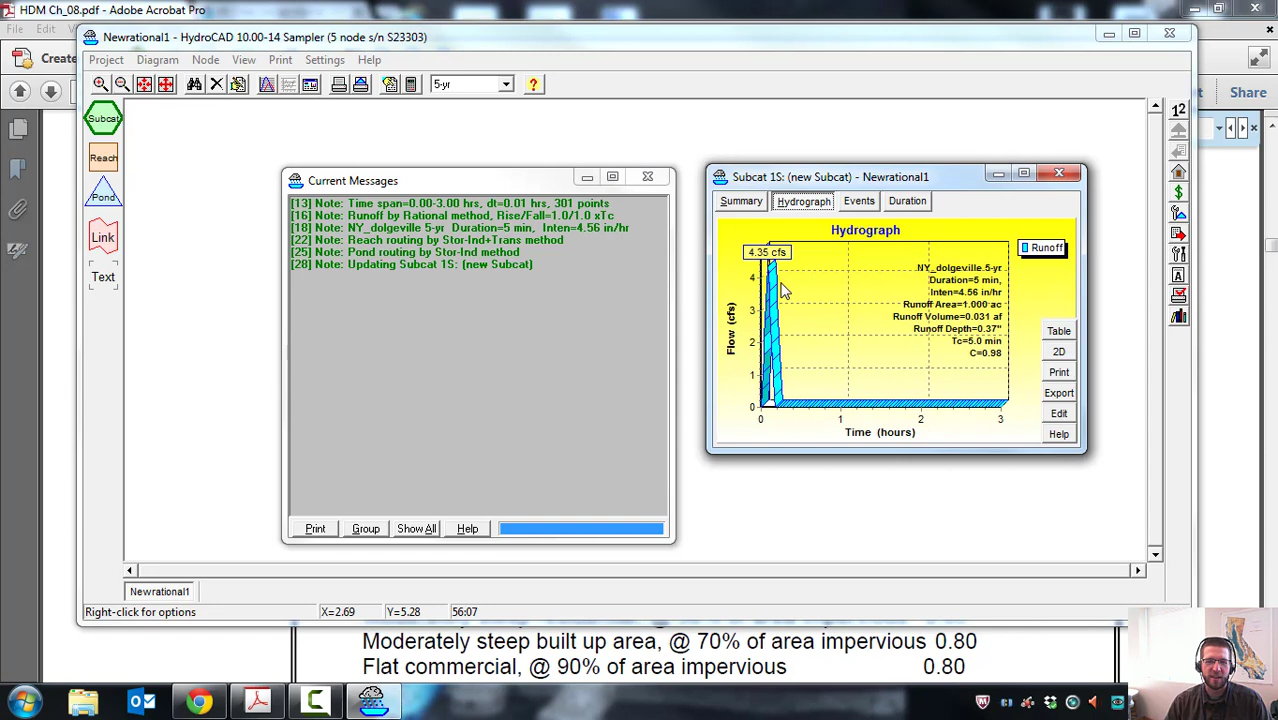 HDM Ch_08.pdf - Adobe Acrobat Pro
File Edit
Create
Share
Newrational1 - HydroCAD 10.00-14 Sampler (5 node s/n S23303)
Project Diagram Node View Print Settings Help
5-yr
?
12
Subcat
Reach
Pond
Link
Text
$
A
Current Messages
[13] Note: Time span=0.00-3.00 hrs, dt=0.01 hrs, 301 points
[16] Note: Runoff by Rational method, Rise/Fall=1.0/1.0 xTc
[18] Note: NY_dolgeville 5-yr Duration=5 min, Inten=4.56 in/hr
[22] Note: Reach routing by Stor-Ind+Trans method
[25] Note: Pond routing by Stor-Ind method
[28] Note: Updating Subcat 1S: (new Subcat)
Print Group Show All Help
Subcat 1S: (new Subcat) - Newrational1
Summary Hydrograph Events Duration
Hydrograph
Runoff
4.35 cfs
NY_dolgeville 5-yr
Duration=5 min,
Inten=4.56 in/hr
Runoff Area=1.000 ac
Runoff Volume=0.031 af
Runoff Depth=0.37"
Tc=5.0 min
C=0.98
Flow (cfs)
4
3
2
1
0
0 1 2 3
Time (hours)
Table
2D
Print
Export
Edit
Help
Newrational1
Right-click for options X=2.69 Y=5.28 56:07
Moderately steep built up area, @ 70% of area impervious 0.80
Flat commercial, @ 90% of area impervious 0.80